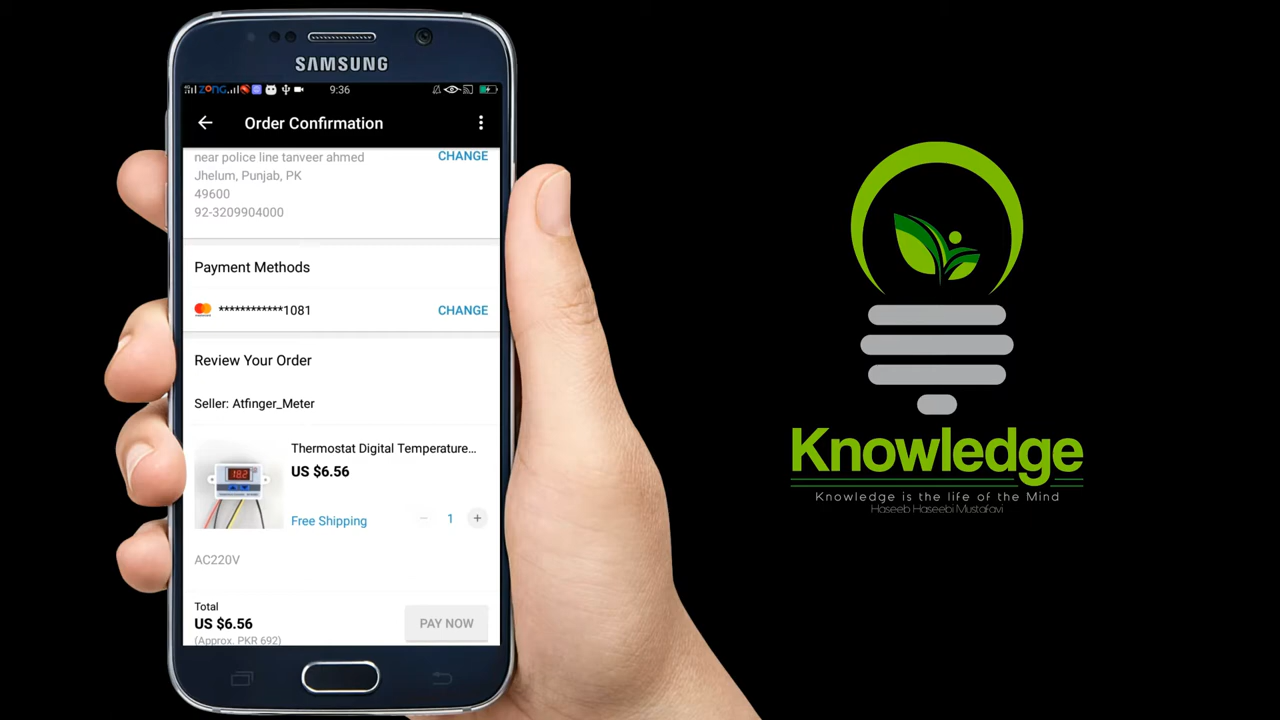 SAMSUNG
ZONG
9:36
Order Confirmation
near police line tanveer ahmed
CHANGE
Jhelum, Punjab, PK
49600
92-3209904000
Payment Methods
************1081
CHANGE
Review Your Order
Seller: Atfinger_Meter
Thermostat Digital Temperature...
US $6.56
Free Shipping
− 1 +
AC220V
Total
US $6.56
PAY NOW
(Approx. PKR 692)
Knowledge
Knowledge is the life of the Mind
Haseeb Haseebi Mustafavi